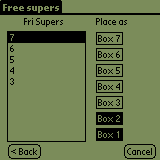 Free supers
Fri Supers
Place as
7
6
5
4
3
Box 7
Box 6
Box 5
Box 4
Box 3
Box 2
Box 1
< Back
Cancel